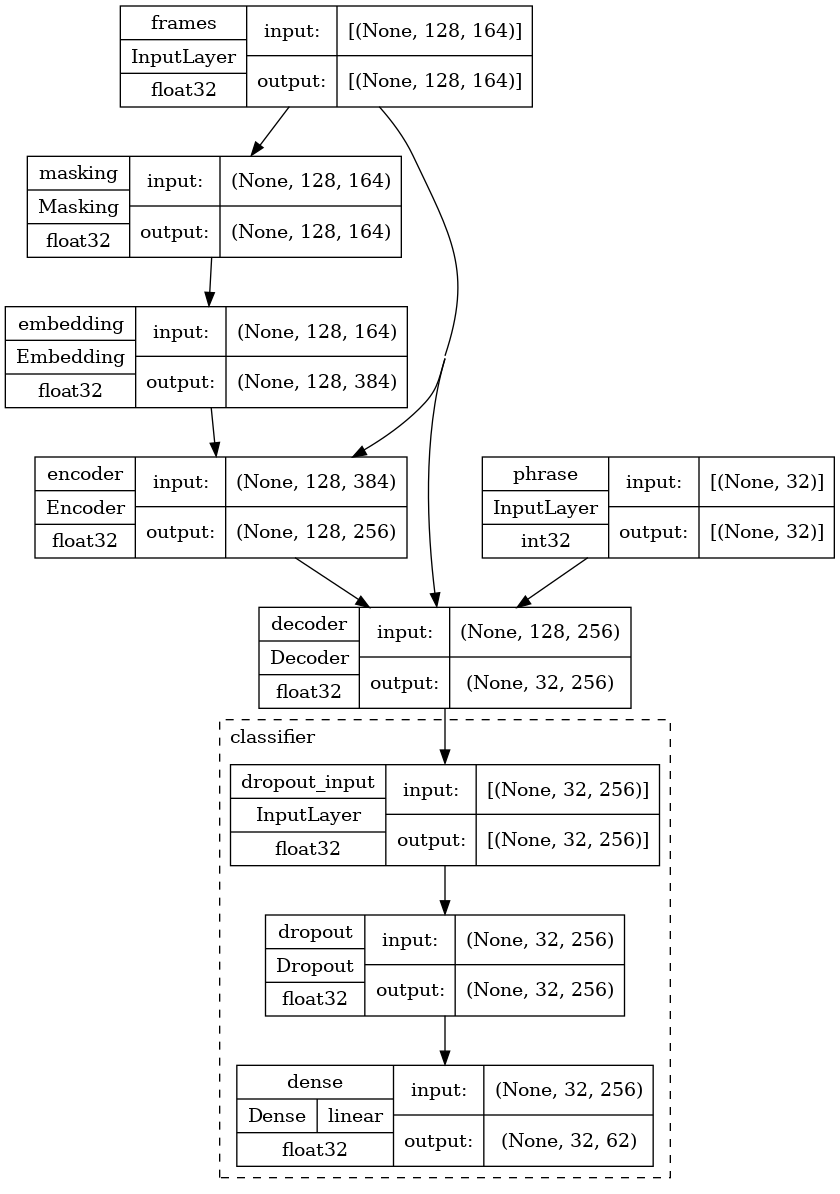 frames
InputLayer
float32
input:
[(None, 128, 164)]
output:
[(None, 128, 164)]
masking
Masking
float32
input:
(None, 128, 164)
output:
(None, 128, 164)
embedding
Embedding
float32
input:
(None, 128, 164)
output:
(None, 128, 384)
encoder
Encoder
float32
input:
(None, 128, 384)
output:
(None, 128, 256)
phrase
InputLayer
int32
input:
[(None, 32)]
output:
[(None, 32)]
decoder
Decoder
float32
input:
(None, 128, 256)
output:
(None, 32, 256)
classifier
dropout_input
InputLayer
float32
input:
[(None, 32, 256)]
output:
[(None, 32, 256)]
dropout
Dropout
float32
input:
(None, 32, 256)
output:
(None, 32, 256)
dense
Dense linear
float32
input:
(None, 32, 256)
output:
(None, 32, 62)